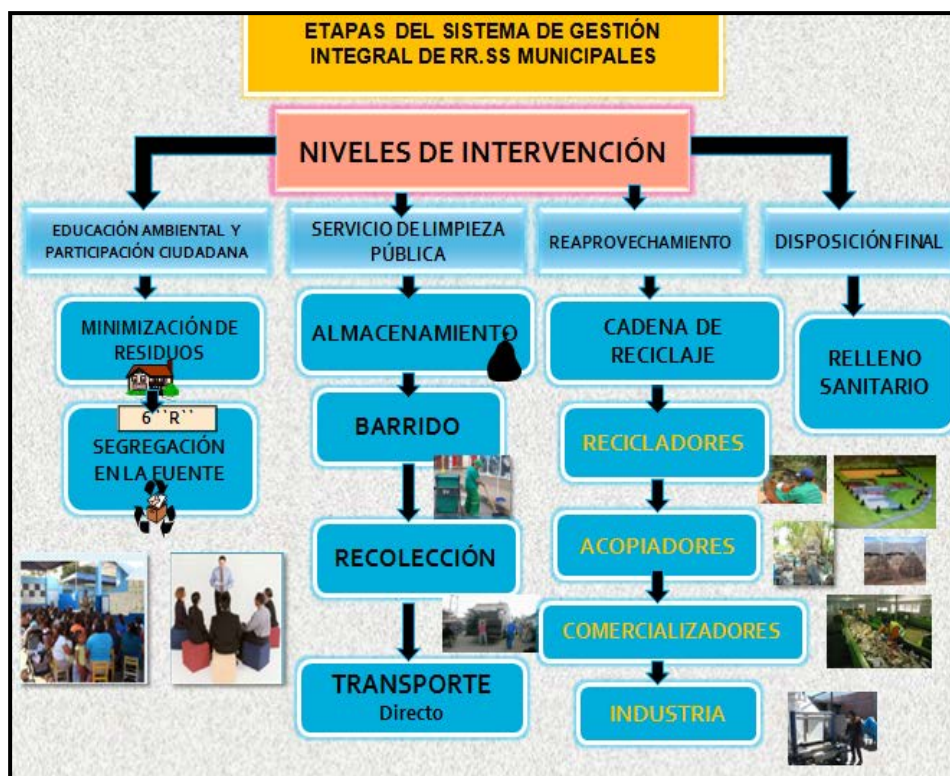 ETAPAS DEL SISTEMA DE GESTIÓN
INTEGRAL DE RR.SS MUNICIPALES
NIVELES DE INTERVENCIÓN
EDUCACIÓN AMBIENTAL Y
PARTICIPACIÓN CIUDADANA
MINIMIZACIÓN DE
RESIDUOS
6``R``
SEGREGACIÓN
EN LA FUENTE
SERVICIO DE LIMPIEZA
PÚBLICA
ALMACENAMIENTO
BARRIDO
RECOLECCIÓN
TRANSPORTE
Directo
REAPROVECHAMIENTO
CADENA DE
RECICLAJE
RECICLADORES
ACOPIADORES
COMERCIALIZADORES
INDUSTRIA
DISPOSICIÓN FINAL
RELLENO
SANITARIO